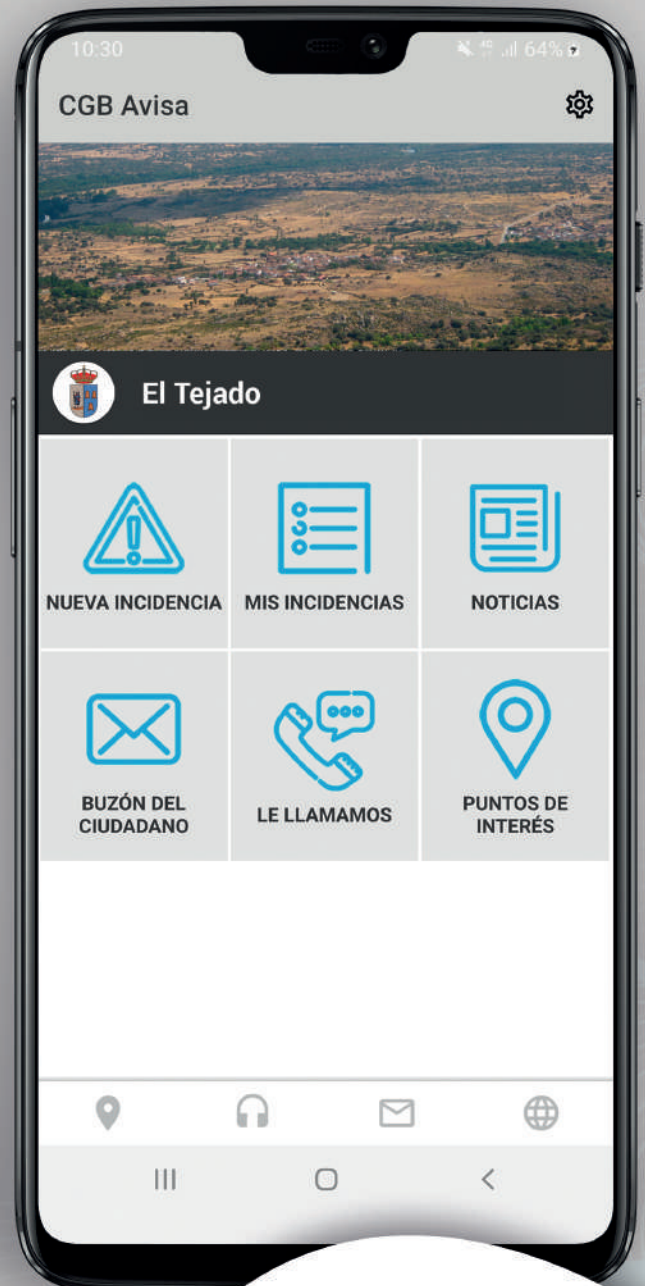 10:30
4G
64%
CGB Avisa
El Tejado
NUEVA INCIDENCIA
MIS INCIDENCIAS
NOTICIAS
BUZÓN DEL
CIUDADANO
LE LLAMAMOS
PUNTOS DE
INTERÉS